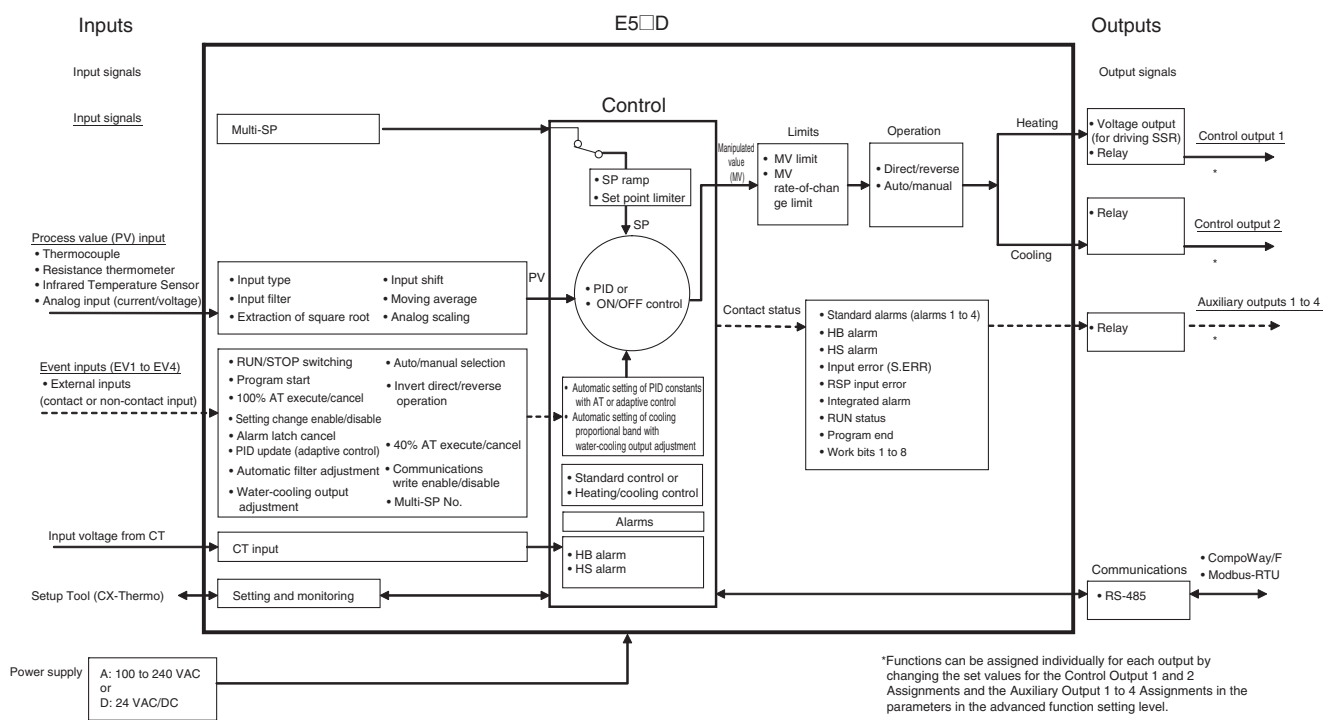 Inputs
E5□D
Outputs
Input signals
Output signals
Input signals
Multi-SP
Control
• SP ramp
• Set point limiter
SP
Manipulated
value
(MV)
Limits
• MV limit
• MV
rate-of-chan
ge limit
Operation
• Direct/reverse
• Auto/manual
Heating
• Voltage output
(for driving SSR)
• Relay
Control output 1
*
• Relay
Control output 2
*
Cooling
Process value (PV) input
• Thermocouple
• Resistance thermometer
• Infrared Temperature Sensor
• Analog input (current/voltage)
• Input type
• Input filter
• Extraction of square root
• Input shift
• Moving average
• Analog scaling
PV
• PID or
• ON/OFF control
Contact status
• Standard alarms (alarms 1 to 4)
• HB alarm
• HS alarm
• Input error (S.ERR)
• RSP input error
• Integrated alarm
• RUN status
• Program end
• Work bits 1 to 8
Auxiliary outputs 1 to 4
• Relay
*
Event inputs (EV1 to EV4)
• External inputs
(contact or non-contact input)
• RUN/STOP switching
• Program start
• 100% AT execute/cancel
• Setting change enable/disable
• Alarm latch cancel
• PID update (adaptive control)
• Automatic filter adjustment
• Water-cooling output
adjustment
• Auto/manual selection
• Invert direct/reverse
operation
• 40% AT execute/cancel
• Communications
write enable/disable
• Multi-SP No.
• Automatic setting of PID constants
with AT or adaptive control
• Automatic setting of cooling
proportional band with
water-cooling output adjustment
• Standard control or
• Heating/cooling control
Alarms
• HB alarm
• HS alarm
Input voltage from CT
CT input
Setup Tool (CX-Thermo)
Setting and monitoring
Communications
• RS-485
• CompoWay/F
• Modbus-RTU
Power supply
A: 100 to 240 VAC
or
D: 24 VAC/DC
*Functions can be assigned individually for each output by
changing the set values for the Control Output 1 and 2
Assignments and the Auxiliary Output 1 to 4 Assignments in the
parameters in the advanced function setting level.